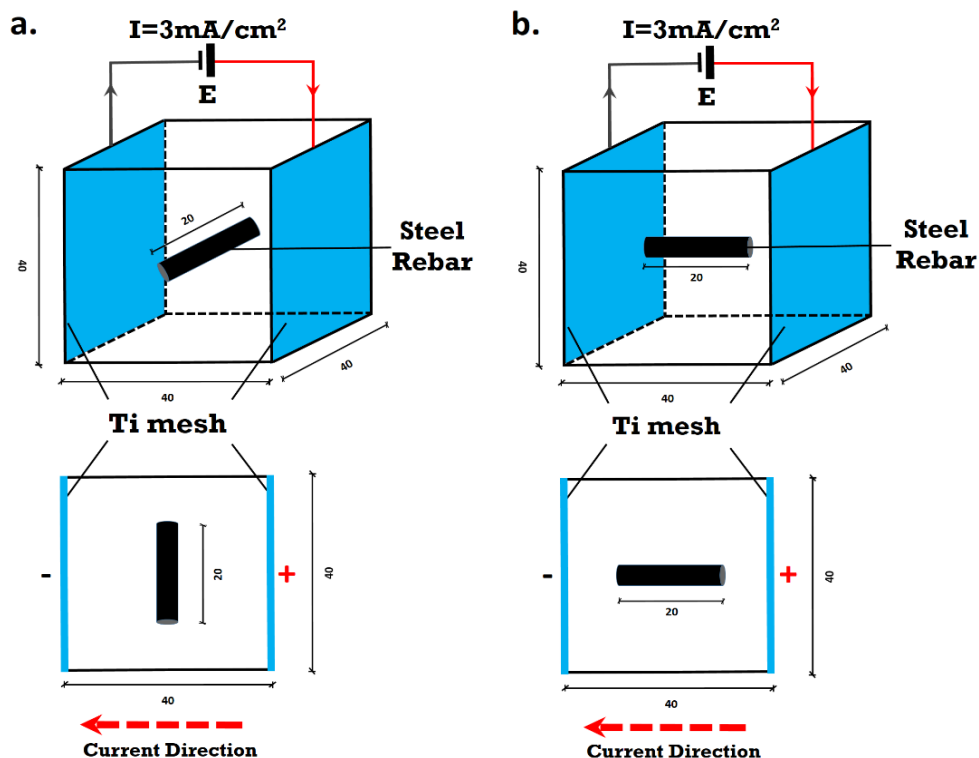 a.
I=3mA/cm²
E
20
Steel
Rebar
40
40
40
Ti mesh
-
20
+
40
40
Current Direction
b.
I=3mA/cm²
E
Steel
Rebar
20
40
40
40
Ti mesh
-
20
+
40
40
Current Direction